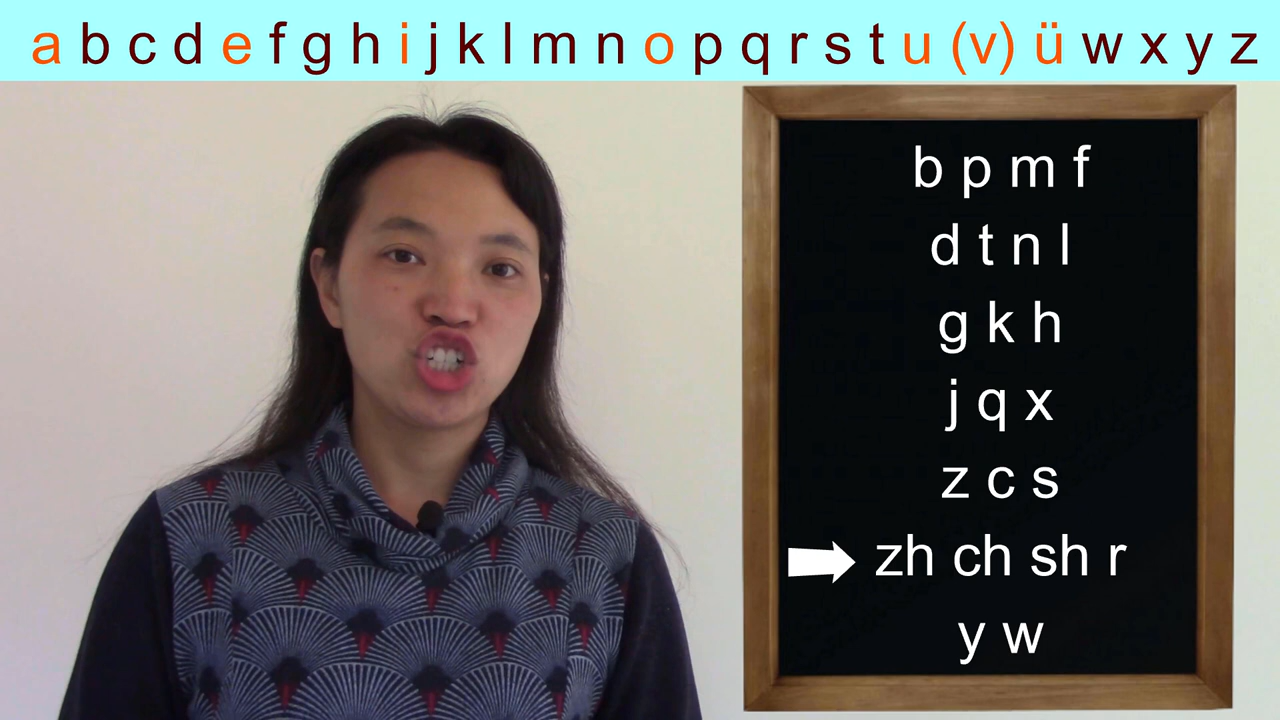 a b c d e f g h i j k l m n o p q r s t u (v) ü w x y z
b p m f
d t n l
g k h
j q x
z c s
zh ch sh r
y w